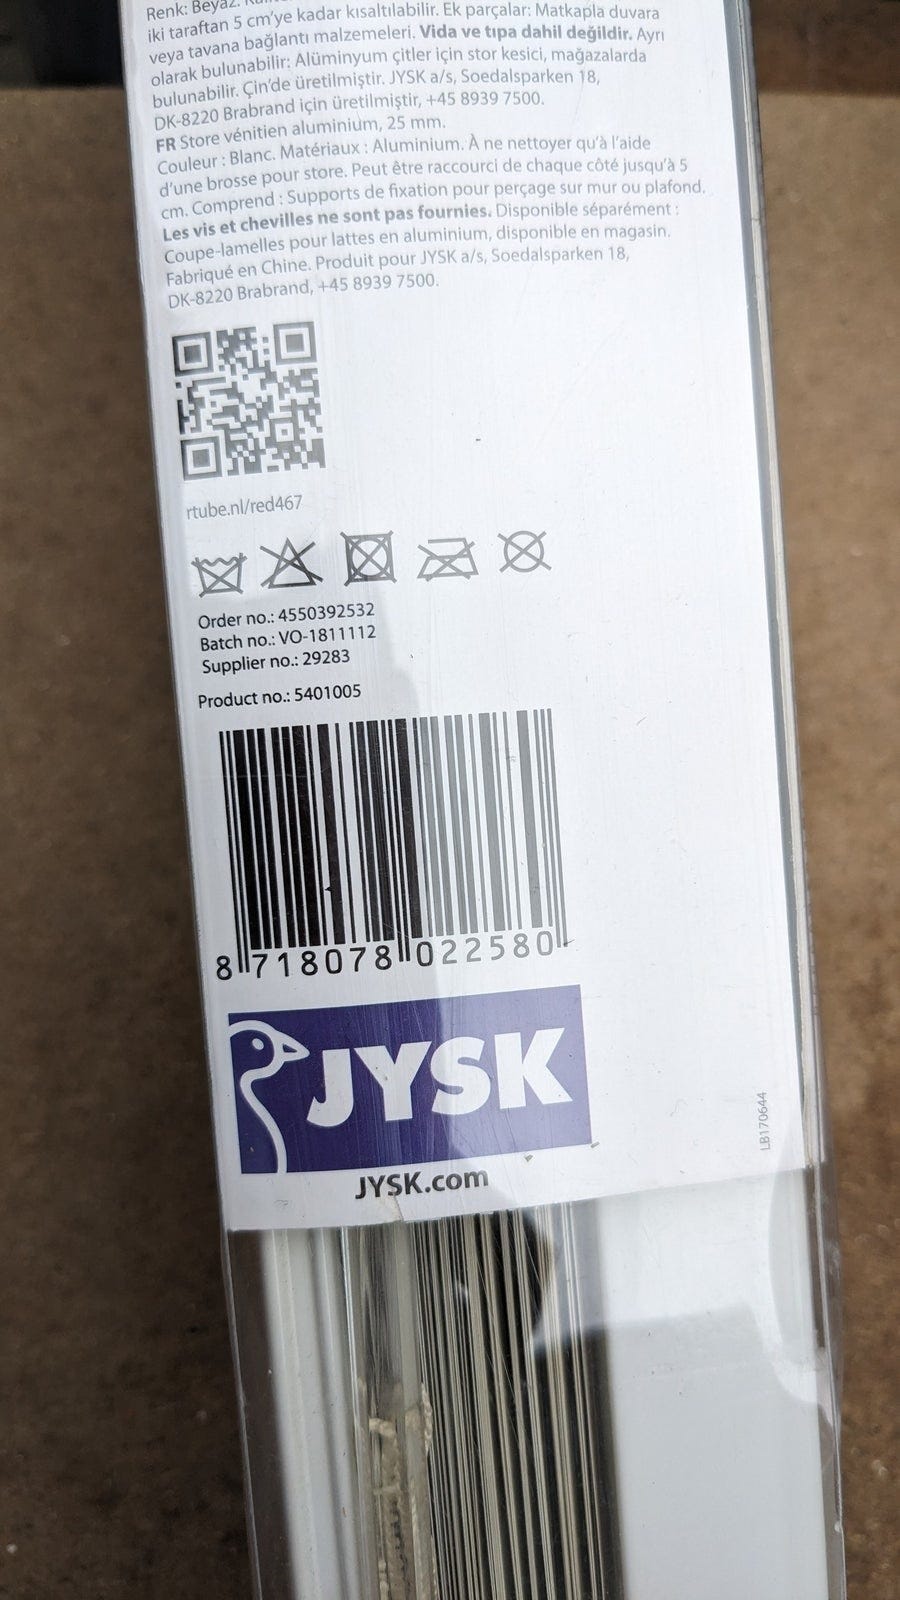 Renk: Beyaz.
iki taraftan 5 cm'ye kadar kısaltılabilir. Ek parçalar: Matkapla duvara
veya tavana bağlantı malzemeleri. Vida ve tıpa dahil değildir. Ayrı
olarak bulunabilir: Alüminyum çitler için stor kesici, mağazalarda
bulunabilir. Çin'de üretilmiştir. JYSK a/s, Soedalsparken 18,
DK-8220 Brabrand için üretilmiştir, +45 8939 7500.
FR Store vénitien aluminium, 25 mm.
Couleur : Blanc. Matériaux : Aluminium. À ne nettoyer qu'à l'aide
d'une brosse pour store. Peut être raccourci de chaque côté jusqu'à 5
cm. Comprend : Supports de fixation pour perçage sur mur ou plafond.
Les vis et chevilles ne sont pas fournies. Disponible séparément :
Coupe-lamelles pour lattes en aluminium, disponible en magasin.
Fabriqué en Chine. Produit pour JYSK a/s, Soedalsparken 18,
DK-8220 Brabrand, +45 8939 7500.
rtube.nl/red467
Order no.: 4550392532
Batch no.: VO-1811112
Supplier no.: 29283
Product no.: 5401005
8 718078 022580
JYSK
JYSK.com
LB170644